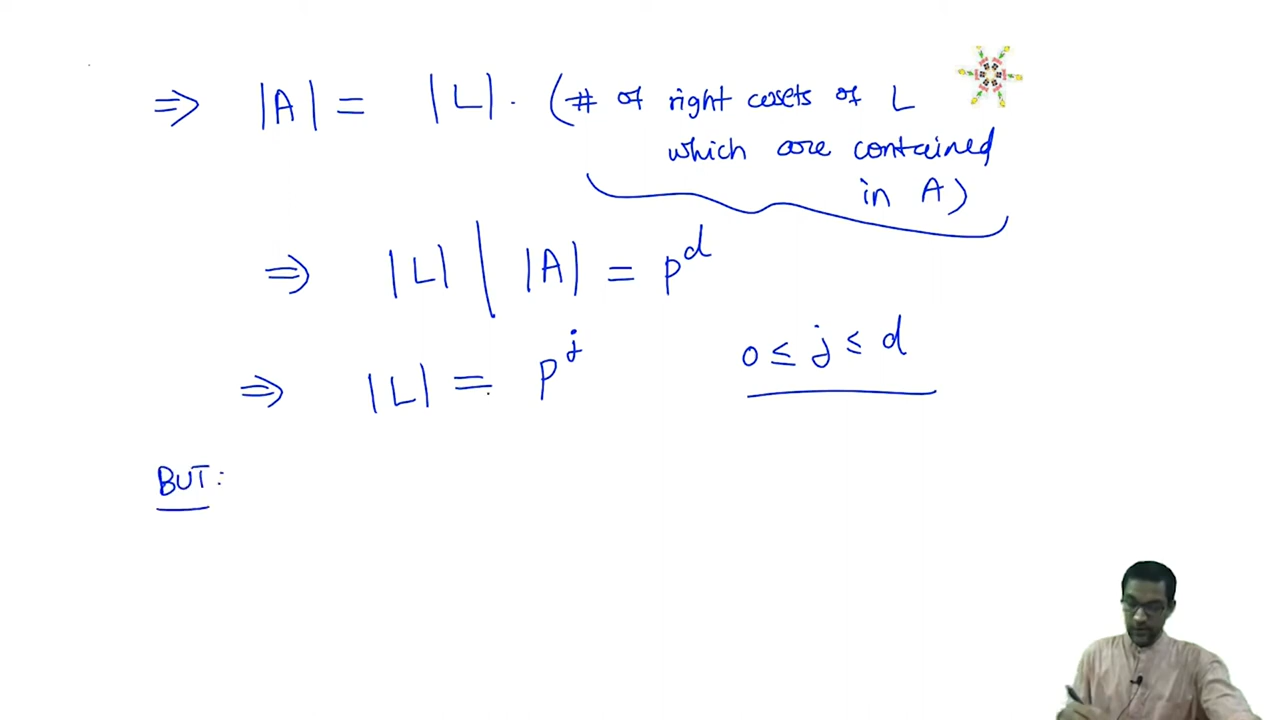 ⇒ |A| = |L| · (# of right cosets of L
which are contained
in A)
⇒ |L| | |A| = p^d
⇒ |L| = p^j 0 ≤ j ≤ d
BUT: